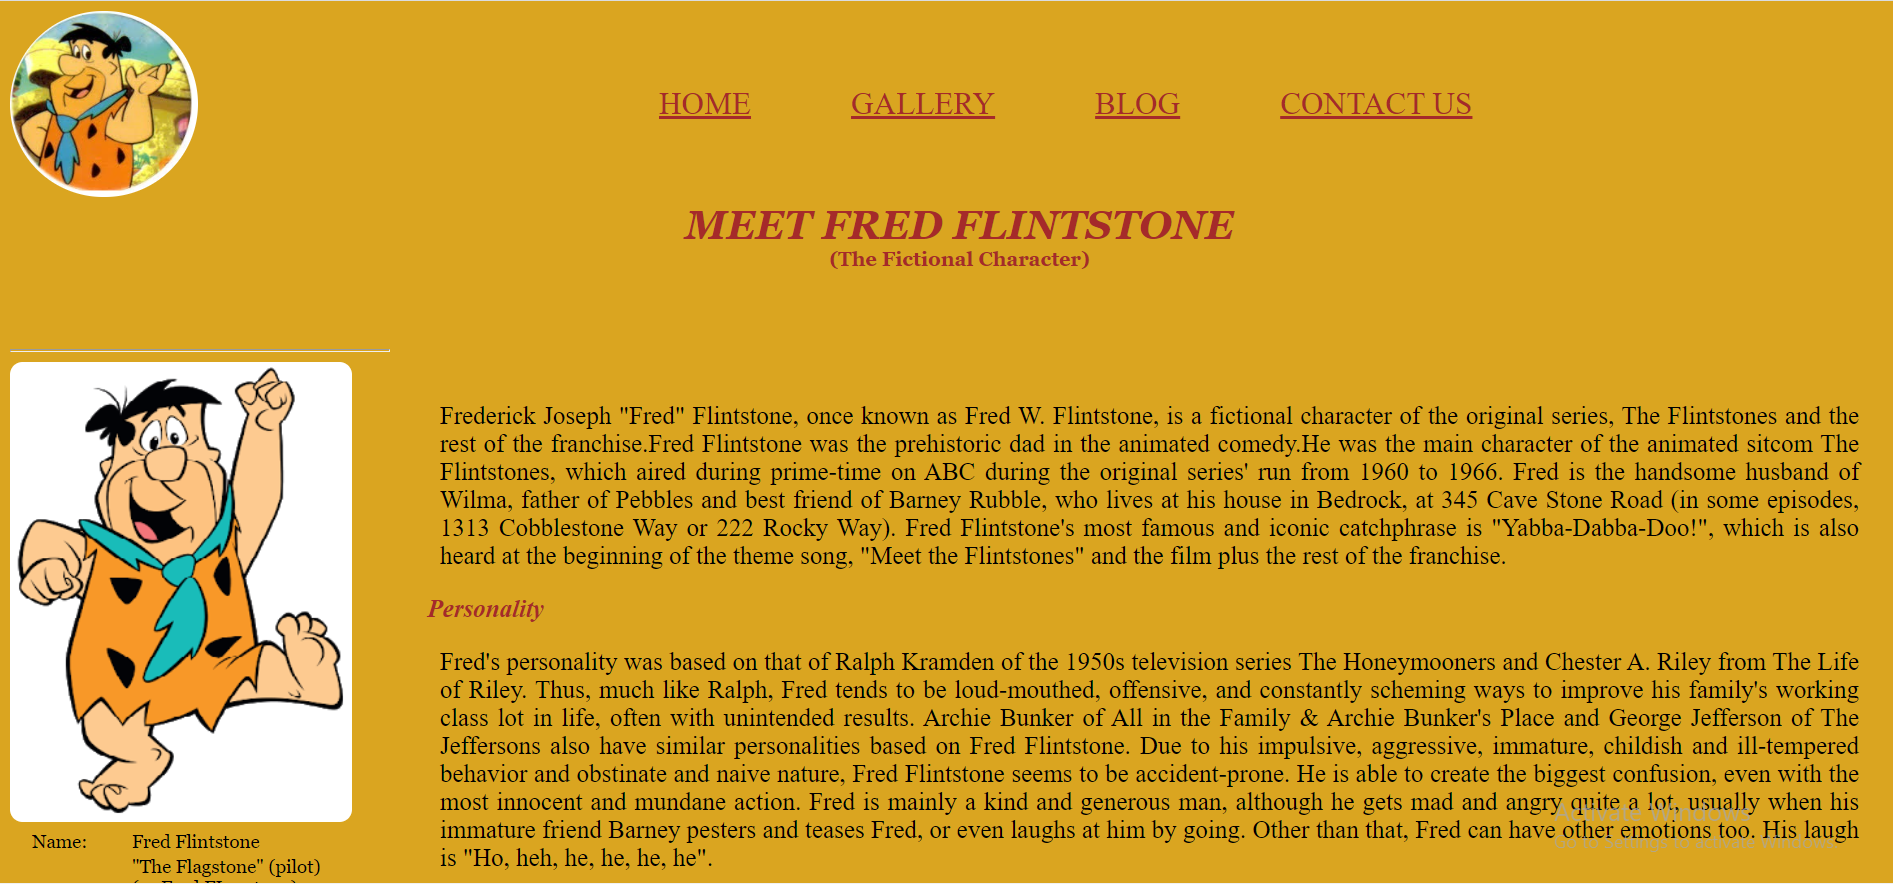 HOME GALLERY BLOG CONTACT US
MEET FRED FLINTSTONE
(The Fictional Character)
Frederick Joseph "Fred" Flintstone, once known as Fred W. Flintstone, is a fictional character of the original series, The Flintstones and the
rest of the franchise.Fred Flintstone was the prehistoric dad in the animated comedy.He was the main character of the animated sitcom The
Flintstones, which aired during prime-time on ABC during the original series' run from 1960 to 1966. Fred is the handsome husband of
Wilma, father of Pebbles and best friend of Barney Rubble, who lives at his house in Bedrock, at 345 Cave Stone Road (in some episodes,
1313 Cobblestone Way or 222 Rocky Way). Fred Flintstone's most famous and iconic catchphrase is "Yabba-Dabba-Doo!", which is also
heard at the beginning of the theme song, "Meet the Flintstones" and the film plus the rest of the franchise.
Personality
Fred's personality was based on that of Ralph Kramden of the 1950s television series The Honeymooners and Chester A. Riley from The Life
of Riley. Thus, much like Ralph, Fred tends to be loud-mouthed, offensive, and constantly scheming ways to improve his family's working
class lot in life, often with unintended results. Archie Bunker of All in the Family & Archie Bunker's Place and George Jefferson of The
Jeffersons also have similar personalities based on Fred Flintstone. Due to his impulsive, aggressive, immature, childish and ill-tempered
behavior and obstinate and naive nature, Fred Flintstone seems to be accident-prone. He is able to create the biggest confusion, even with the
most innocent and mundane action. Fred is mainly a kind and generous man, although he gets mad and angry quite a lot, usually when his
immature friend Barney pesters and teases Fred, or even laughs at him by going. Other than that, Fred can have other emotions too. His laugh
is "Ho, heh, he, he, he, he".
Name: Fred Flintstone
"The Flagstone" (pilot)
Activate Windows